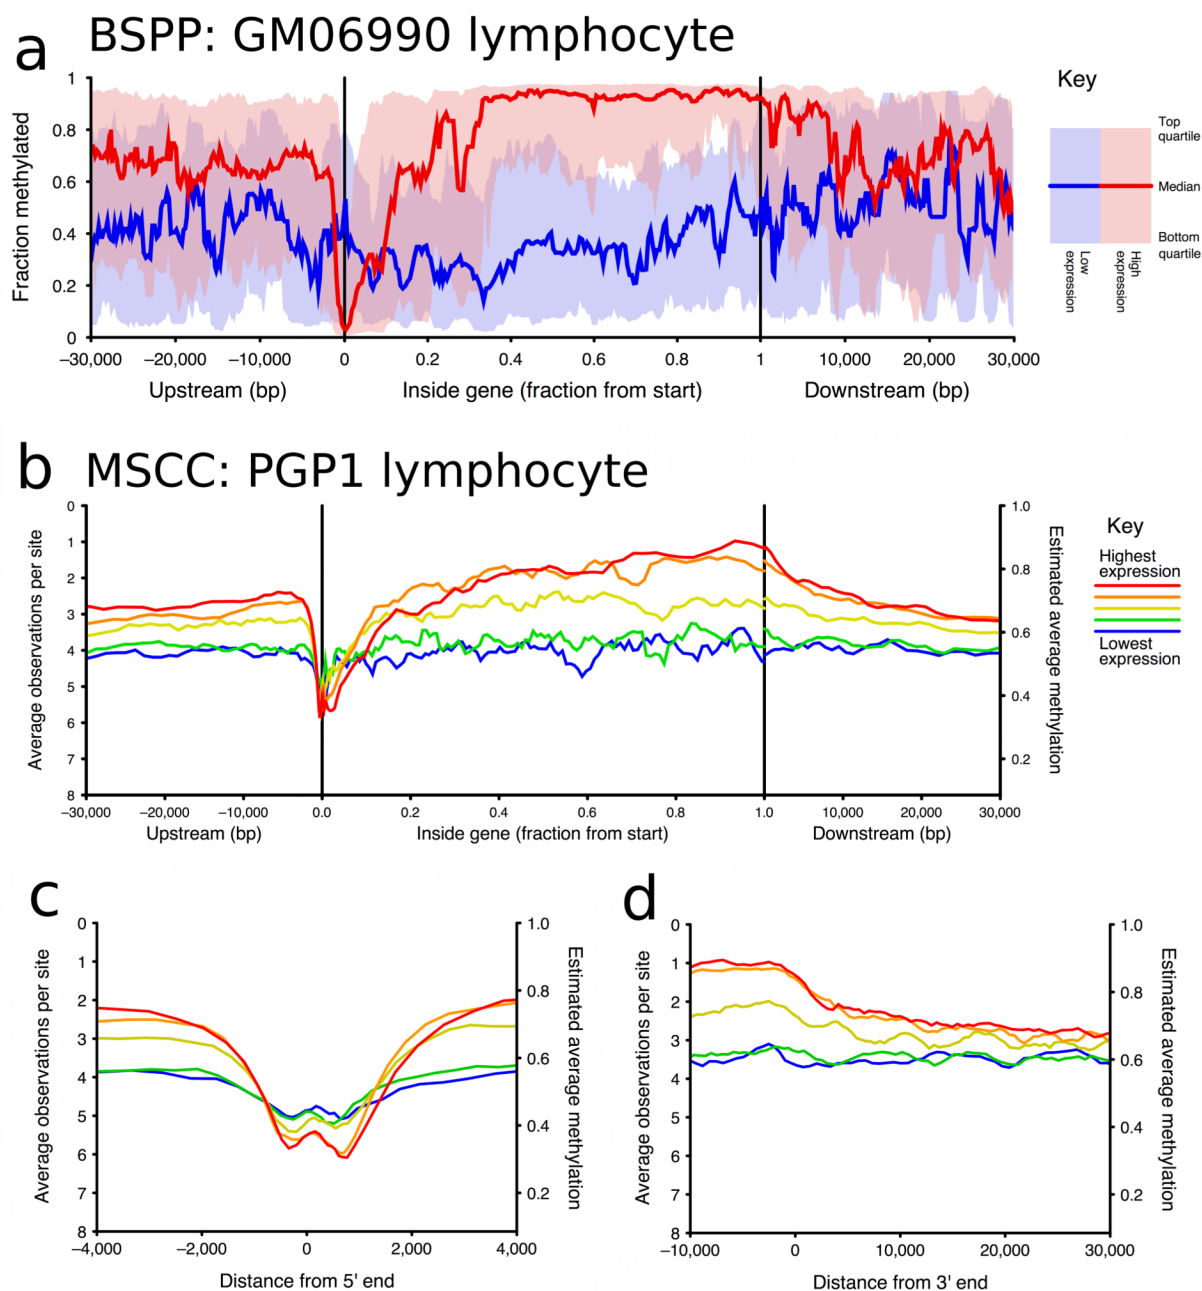 a
BSPP: GM06990 lymphocyte
Fraction methylated
1
0.8
0.6
0.4
0.2
0
–30,000
–20,000
–10,000
0
0.2
0.4
0.6
0.8
1
10,000
20,000
30,000
Upstream (bp)
Inside gene (fraction from start)
Downstream (bp)
Key
Top
quartile
Median
Bottom
quartile
Low
expression
High
expression
b
MSCC: PGP1 lymphocyte
Average observations per site
0
1
2
3
4
5
6
7
8
1.0
0.8
0.6
0.4
0.2
Estimated average methylation
–30,000
–20,000
–10,000
0.0
0.2
0.4
0.6
0.8
1.0
10,000
20,000
30,000
Upstream (bp)
Inside gene (fraction from start)
Downstream (bp)
Key
Highest
expression
Lowest
expression
c
Average observations per site
0
1
2
3
4
5
6
7
8
1.0
0.8
0.6
0.4
0.2
Estimated average methylation
–4,000
–2,000
0
2,000
4,000
Distance from 5' end
d
Average observations per site
0
1
2
3
4
5
6
7
8
1.0
0.8
0.6
0.4
0.2
Estimated average methylation
–10,000
0
10,000
20,000
30,000
Distance from 3' end